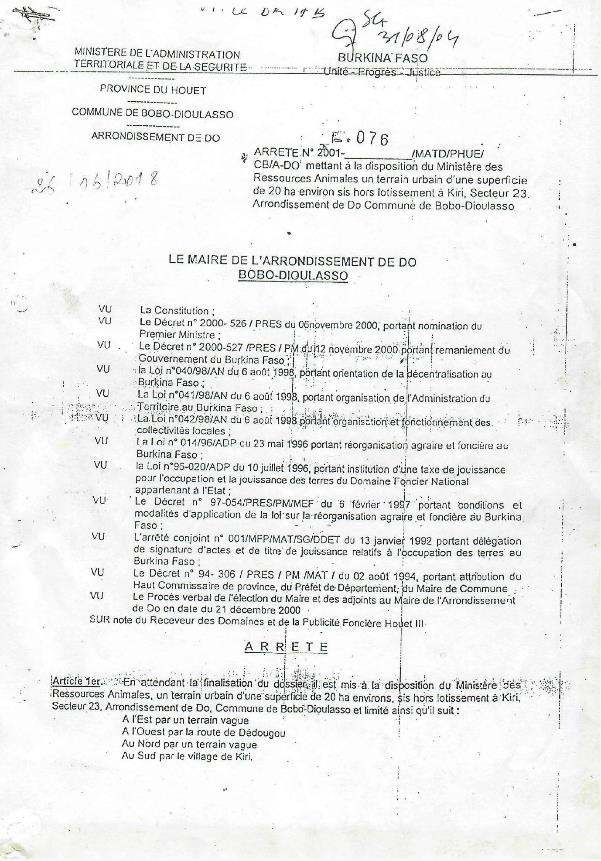 SG
31/08/04
MINISTERE DE L'ADMINISTRATION
TERRITORIALE ET DE LA SECURITE
BURKINA FASO
Unité - Progrès - Justice
PROVINCE DU HOUET
COMMUNE DE BOBO-DIOULASSO
ARRONDISSEMENT DE DO
076
ARRETE N° 2001-__________/MATD/PHUE/
CB/A-DO mettant à la disposition du Ministère des
Ressources Animales un terrain urbain d'une superficie
de 20 ha environ sis hors lotissement à Kiri, Secteur 23,
Arrondissement de Do Commune de Bobo-Dioulasso
LE MAIRE DE L'ARRONDISSEMENT DE DO
BOBO-DIOULASSO
VU La Constitution ;
VU Le Décret n° 2000- 526 / PRES du 06novembre 2000, portant nomination du
Premier Ministre ;
VU Le Décret n° 2000-527 /PRES / PM du 12 novembre 2000 portant remaniement du
Gouvernement du Burkina Faso ;
VU la Loi n°040/98/AN du 6 août 1998, portant orientation de la décentralisation au
Burkina Faso ;
VU La Loi n°041/98/AN du 6 août 1998, portant organisation de l'Administration du
Territoire au Burkina Faso ;
VU La Loi n°042/98/AN du 6 août 1998 portant organisation et fonctionnement des
collectivités locales ;
VU La Loi n° 014/96/ADP cu 23 mai 1996 portant réorganisation agraire et foncière au
Burkina Faso ;
VU la Loi n°95-020/ADP du 10 juillet 1996, portant institution d'une taxe de jouissance
pour l'occupation et la jouissance des terres du Domaine Foncier National
appartenant à l'Etat ;
VU Le Décret n° 97-054/PRES/PM/MEF du 6 février 1997 portant conditions et
modalités d'application de la loi sur la réorganisation agraire et foncière au Burkina
Faso ;
VU L'arrêté conjoint n° 001/MFP/MAT/SG/DDET du 13 janvier 1992 portant délégation
de signature d'actes et de titre de jouissance relatifs à l'occupation des terres au
Burkina Faso ;
VU Le Décret n° 94- 306 / PRES / PM /MAT / du 02 août 1994, portant attribution du
Haut Commissaire de province, du Préfet de Département, du Maire de Commune
VU Le Procès verbal de l'élection du Maire et des adjoints au Maire de l'Arrondissement
de Do en date du 21 décembre 2000
SUR note du Receveur des Domaines et de la Publicité Foncière Houet III
A R R E T E
Article 1er. En attendant la finalisation du dossier, il est mis à la disposition du Ministère des
Ressources Animales, un terrain urbain d'une superficie de 20 ha environs, sis hors lotissement à Kiri,
Secteur 23, Arrondissement de Do, Commune de Bobo-Dioulasso et limité ainsi qu'il suit :
A l'Est par un terrain vague
A l'Ouest par la route de Dédougou
Au Nord par un terrain vague
Au Sud par le village de Kiri.